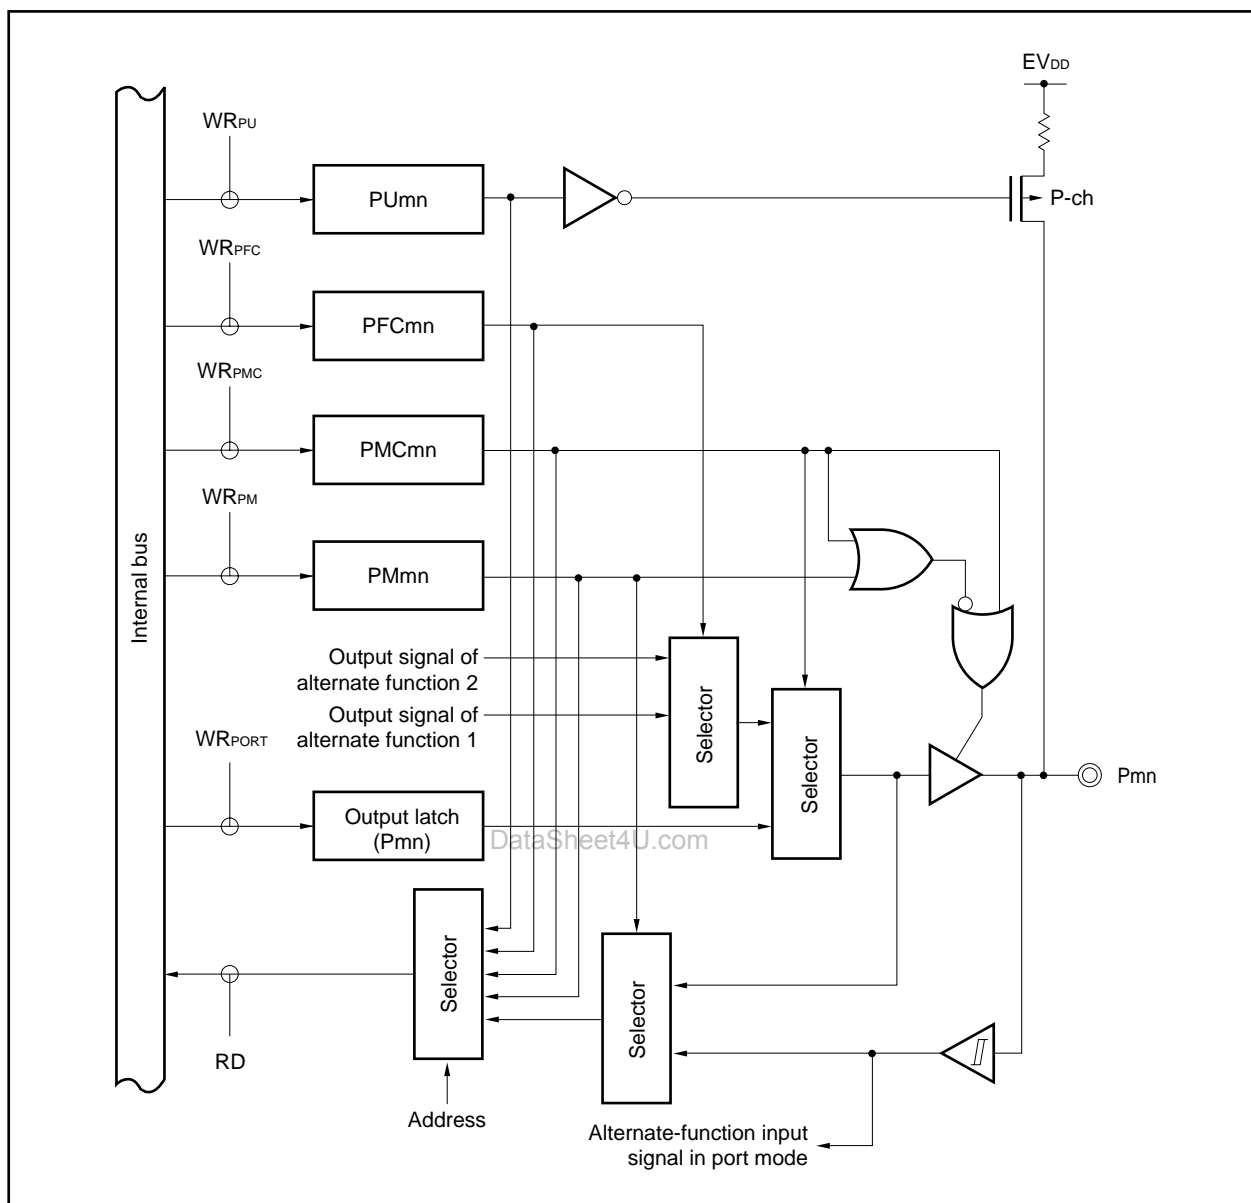 EVDD
WRPU
PUmn
P-ch
WRPFC
PFCmn
WRPMC
PMCmn
WRPM
PMmn
Internal bus
Output signal of
alternate function 2
Output signal of
alternate function 1
Selector
Selector
WRPORT
Output latch
(Pmn)
Pmn
DataSheet4U.com
Selector
Selector
RD
Address
Alternate-function input
signal in port mode